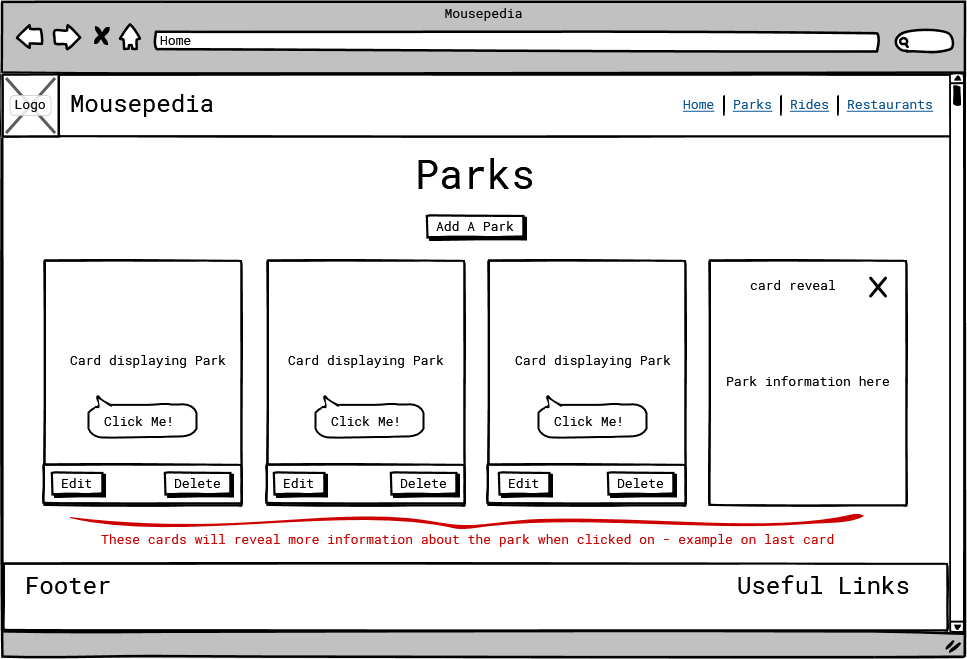 Mousepedia
Home
Logo
Mousepedia
Home | Parks | Rides | Restaurants
Parks
Add A Park
card reveal
Card displaying Park
Card displaying Park
Card displaying Park
Park information here
Click Me!
Click Me!
Click Me!
Edit
Delete
Edit
Delete
Edit
Delete
These cards will reveal more information about the park when clicked on - example on last card
Footer
Useful Links